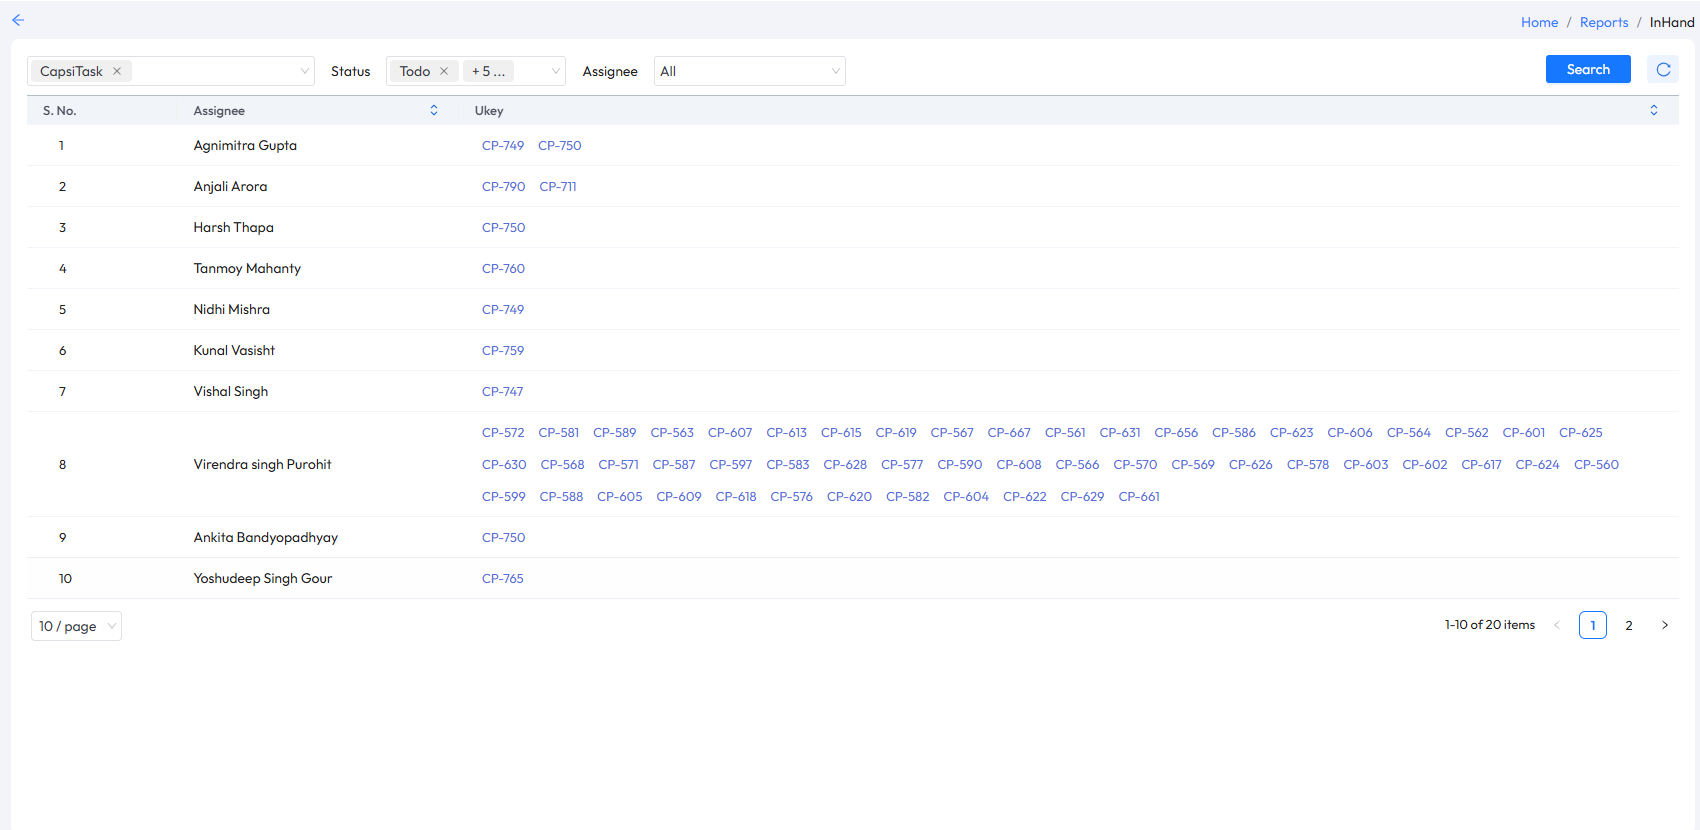 Home / Reports / InHand
CapsiTask × Status Todo × + 5 ... Assignee All Search
S. No. Assignee Ukey
1 Agnimitra Gupta CP-749 CP-750
2 Anjali Arora CP-790 CP-711
3 Harsh Thapa CP-750
4 Tanmoy Mahanty CP-760
5 Nidhi Mishra CP-749
6 Kunal Vasisht CP-759
7 Vishal Singh CP-747
CP-572 CP-581 CP-589 CP-563 CP-607 CP-613 CP-615 CP-619 CP-567 CP-667 CP-561 CP-631 CP-656 CP-586 CP-623 CP-606 CP-564 CP-562 CP-601 CP-625
8 Virendra singh Purohit CP-630 CP-568 CP-571 CP-587 CP-597 CP-583 CP-628 CP-577 CP-590 CP-608 CP-566 CP-570 CP-569 CP-626 CP-578 CP-603 CP-602 CP-617 CP-624 CP-560
CP-599 CP-588 CP-605 CP-609 CP-618 CP-576 CP-620 CP-582 CP-604 CP-622 CP-629 CP-661
9 Ankita Bandyopadhyay CP-750
10 Yoshudeep Singh Gour CP-765
10 / page 1-10 of 20 items < 1 2 >